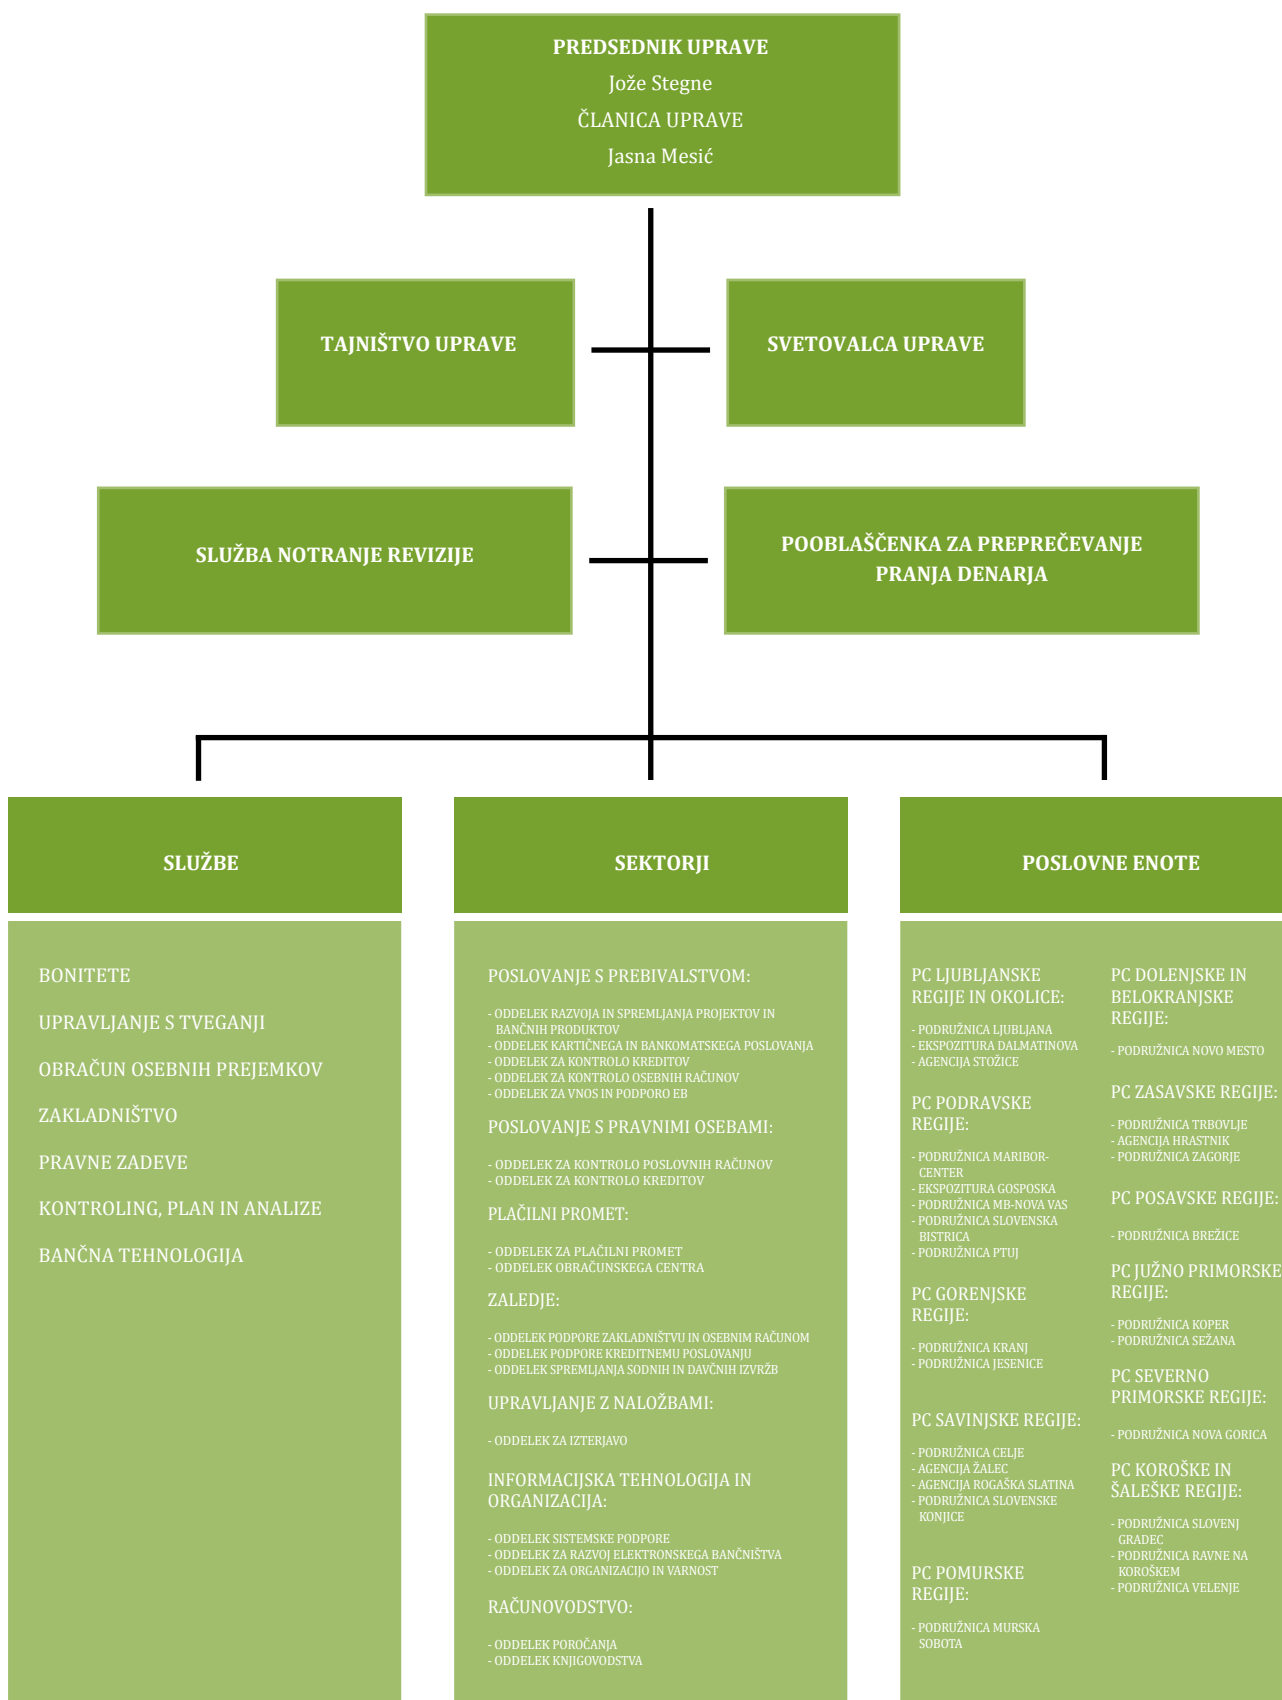 PREDSEDNIK UPRAVE
Jože Stegne
ČLANICA UPRAVE
Jasna Mesić
TAJNIŠTVO UPRAVE
SVETOVALCA UPRAVE
SLUŽBA NOTRANJE REVIZIJE
POOBLAŠČENKA ZA PREPREČEVANJE
PRANJA DENARJA
SLUŽBE
BONITETE
UPRAVLJANJE S TVEGANJI
OBRAČUN OSEBNIH PREJEMKOV
ZAKLADNIŠTVO
PRAVNE ZADEVE
KONTROLING, PLAN IN ANALIZE
BANČNA TEHNOLOGIJA
SEKTORJI
POSLOVANJE S PREBIVALSTVOM:
- ODDELEK RAZVOJA IN SPREMLJANJA PROJEKTOV IN
BANČNIH PRODUKTOV
- ODDELEK KARTIČNEGA IN BANKOMATSKEGA POSLOVANJA
- ODDELEK ZA KONTROLO KREDITOV
- ODDELEK ZA KONTROLO OSEBNIH RAČUNOV
- ODDELEK ZA VNOS IN PODPORO EB
POSLOVANJE S PRAVNIMI OSEBAMI:
- ODDELEK ZA KONTROLO POSLOVNIH RAČUNOV
- ODDELEK ZA KONTROLO KREDITOV
PLAČILNI PROMET:
- ODDELEK ZA PLAČILNI PROMET
- ODDELEK OBRAČUNSKEGA CENTRA
ZALEDJE:
- ODDELEK PODPORE ZAKLADNIŠTVU IN OSEBNIM RAČUNOM
- ODDELEK PODPORE KREDITNEMU POSLOVANJU
- ODDELEK SPREMLJANJA SODNIH IN DAVČNIH IZVRŽB
UPRAVLJANJE Z NALOŽBAMI:
- ODDELEK ZA IZTERJAVO
INFORMACIJSKA TEHNOLOGIJA IN
ORGANIZACIJA:
- ODDELEK SISTEMSKE PODPORE
- ODDELEK ZA RAZVOJ ELEKTRONSKEGA BANČNIŠTVA
- ODDELEK ZA ORGANIZACIJO IN VARNOST
RAČUNOVODSTVO:
- ODDELEK POROČANJA
- ODDELEK KNJIGOVODSTVA
POSLOVNE ENOTE
PC LJUBLJANSKE
REGIJE IN OKOLICE:
- PODRUŽNICA LJUBLJANA
- EKSPOZITURA DALMATINOVA
- AGENCIJA STOŽICE
PC PODRAVSKE
REGIJE:
- PODRUŽNICA MARIBOR-
CENTER
- EKSPOZITURA GOSPOSKA
- PODRUŽNICA MB-NOVA VAS
- PODRUŽNICA SLOVENSKA
BISTRICA
- PODRUŽNICA PTUJ
PC GORENJSKE
REGIJE:
- PODRUŽNICA KRANJ
- PODRUŽNICA JESENICE
PC SAVINJSKE REGIJE:
- PODRUŽNICA CELJE
- AGENCIJA ŽALEC
- AGENCIJA ROGAŠKA SLATINA
- PODRUŽNICA SLOVENSKE
KONJICE
PC POMURSKE
REGIJE:
- PODRUŽNICA MURSKA
SOBOTA
PC DOLENJSKE IN
BELOKRANJSKE
REGIJE:
- PODRUŽNICA NOVO MESTO
PC ZASAVSKE REGIJE:
- PODRUŽNICA TRBOVLJE
- AGENCIJA HRASTNIK
- PODRUŽNICA ZAGORJE
PC POSAVSKE REGIJE:
- PODRUŽNICA BREŽICE
PC JUŽNO PRIMORSKE
REGIJE:
- PODRUŽNICA KOPER
- PODRUŽNICA SEŽANA
PC SEVERNO
PRIMORSKE REGIJE:
- PODRUŽNICA NOVA GORICA
PC KOROŠKE IN
ŠALEŠKE REGIJE:
- PODRUŽNICA SLOVENJ
GRADEC
- PODRUŽNICA RAVNE NA
KOROŠKEM
- PODRUŽNICA VELENJE